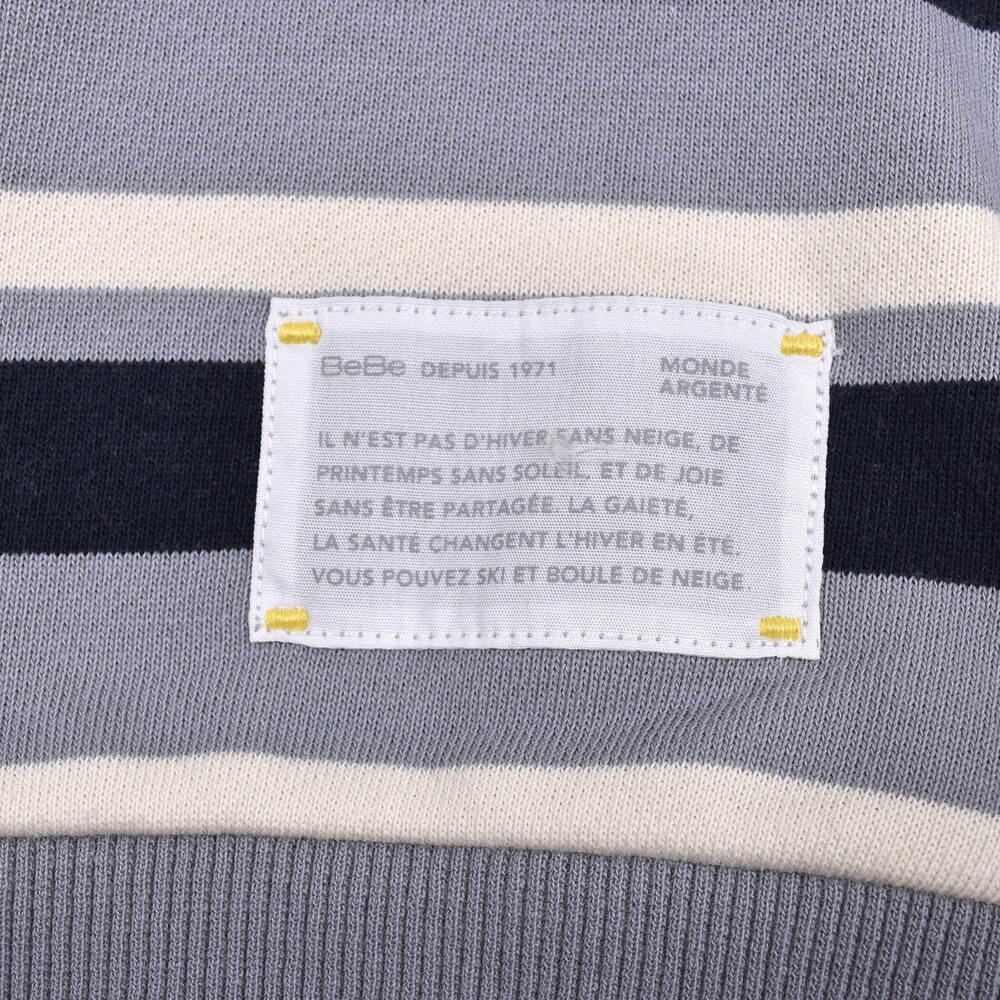 BeBe DEPUIS 1971
MONDE
ARGENTÉ
IL N'EST PAS D'HIVER SANS NEIGE, DE
PRINTEMPS SANS SOLEIL, ET DE JOIE
SANS ÊTRE PARTAGÉE. LA GAIETÉ,
LA SANTÉ CHANGENT L'HIVER EN ÉTÉ.
VOUS POUVEZ SKI ET BOULE DE NEIGE.